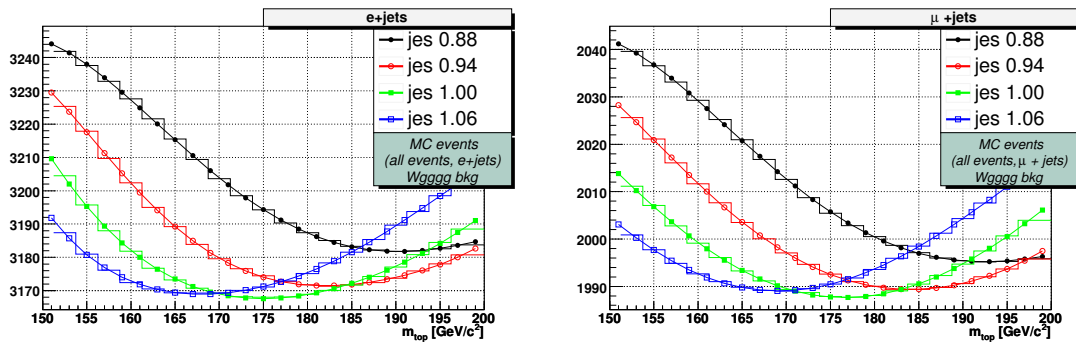 e+jets
jes 0.88
jes 0.94
jes 1.00
jes 1.06
MC events
(all events, e+jets)
Wgggg bkg
3240
3230
3220
3210
3200
3190
3180
3170
150 155 160 165 170 175 180 185 190 195 200
m_top [GeV/c²]
μ +jets
jes 0.88
jes 0.94
jes 1.00
jes 1.06
MC events
(all events, μ + jets)
Wgggg bkg
2040
2030
2020
2010
2000
1990
150 155 160 165 170 175 180 185 190 195 200
m_top [GeV/c²]